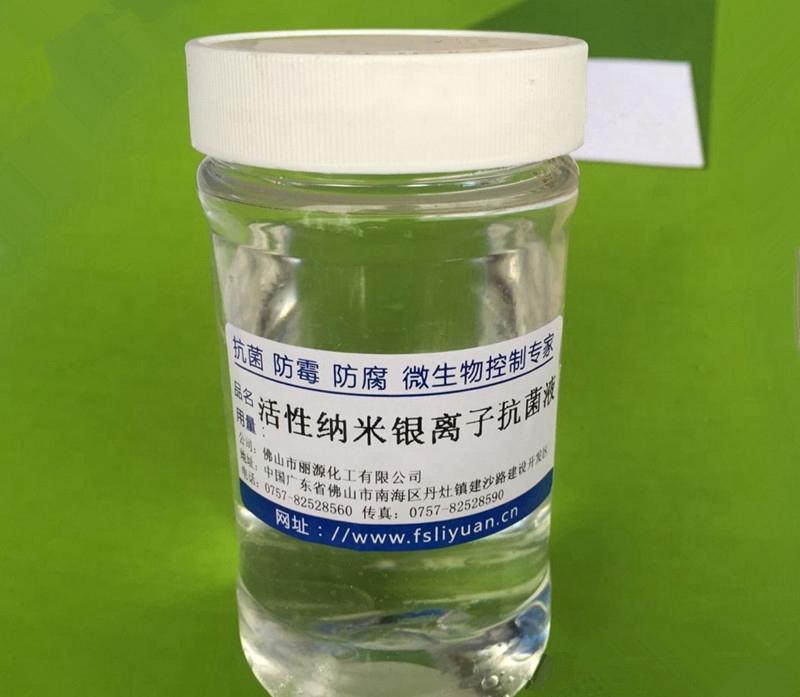 抗菌 防霉 防腐 微生物控制专家
品名 活性纳米银离子抗菌液
用量:
公司: 佛山市丽源化工有限公司
地址: 中国广东省佛山市南海区丹灶镇建沙路建设开发区
电话: 0757-82528560 传真: 0757-82528590
网址: //www.fsliyuan.cn